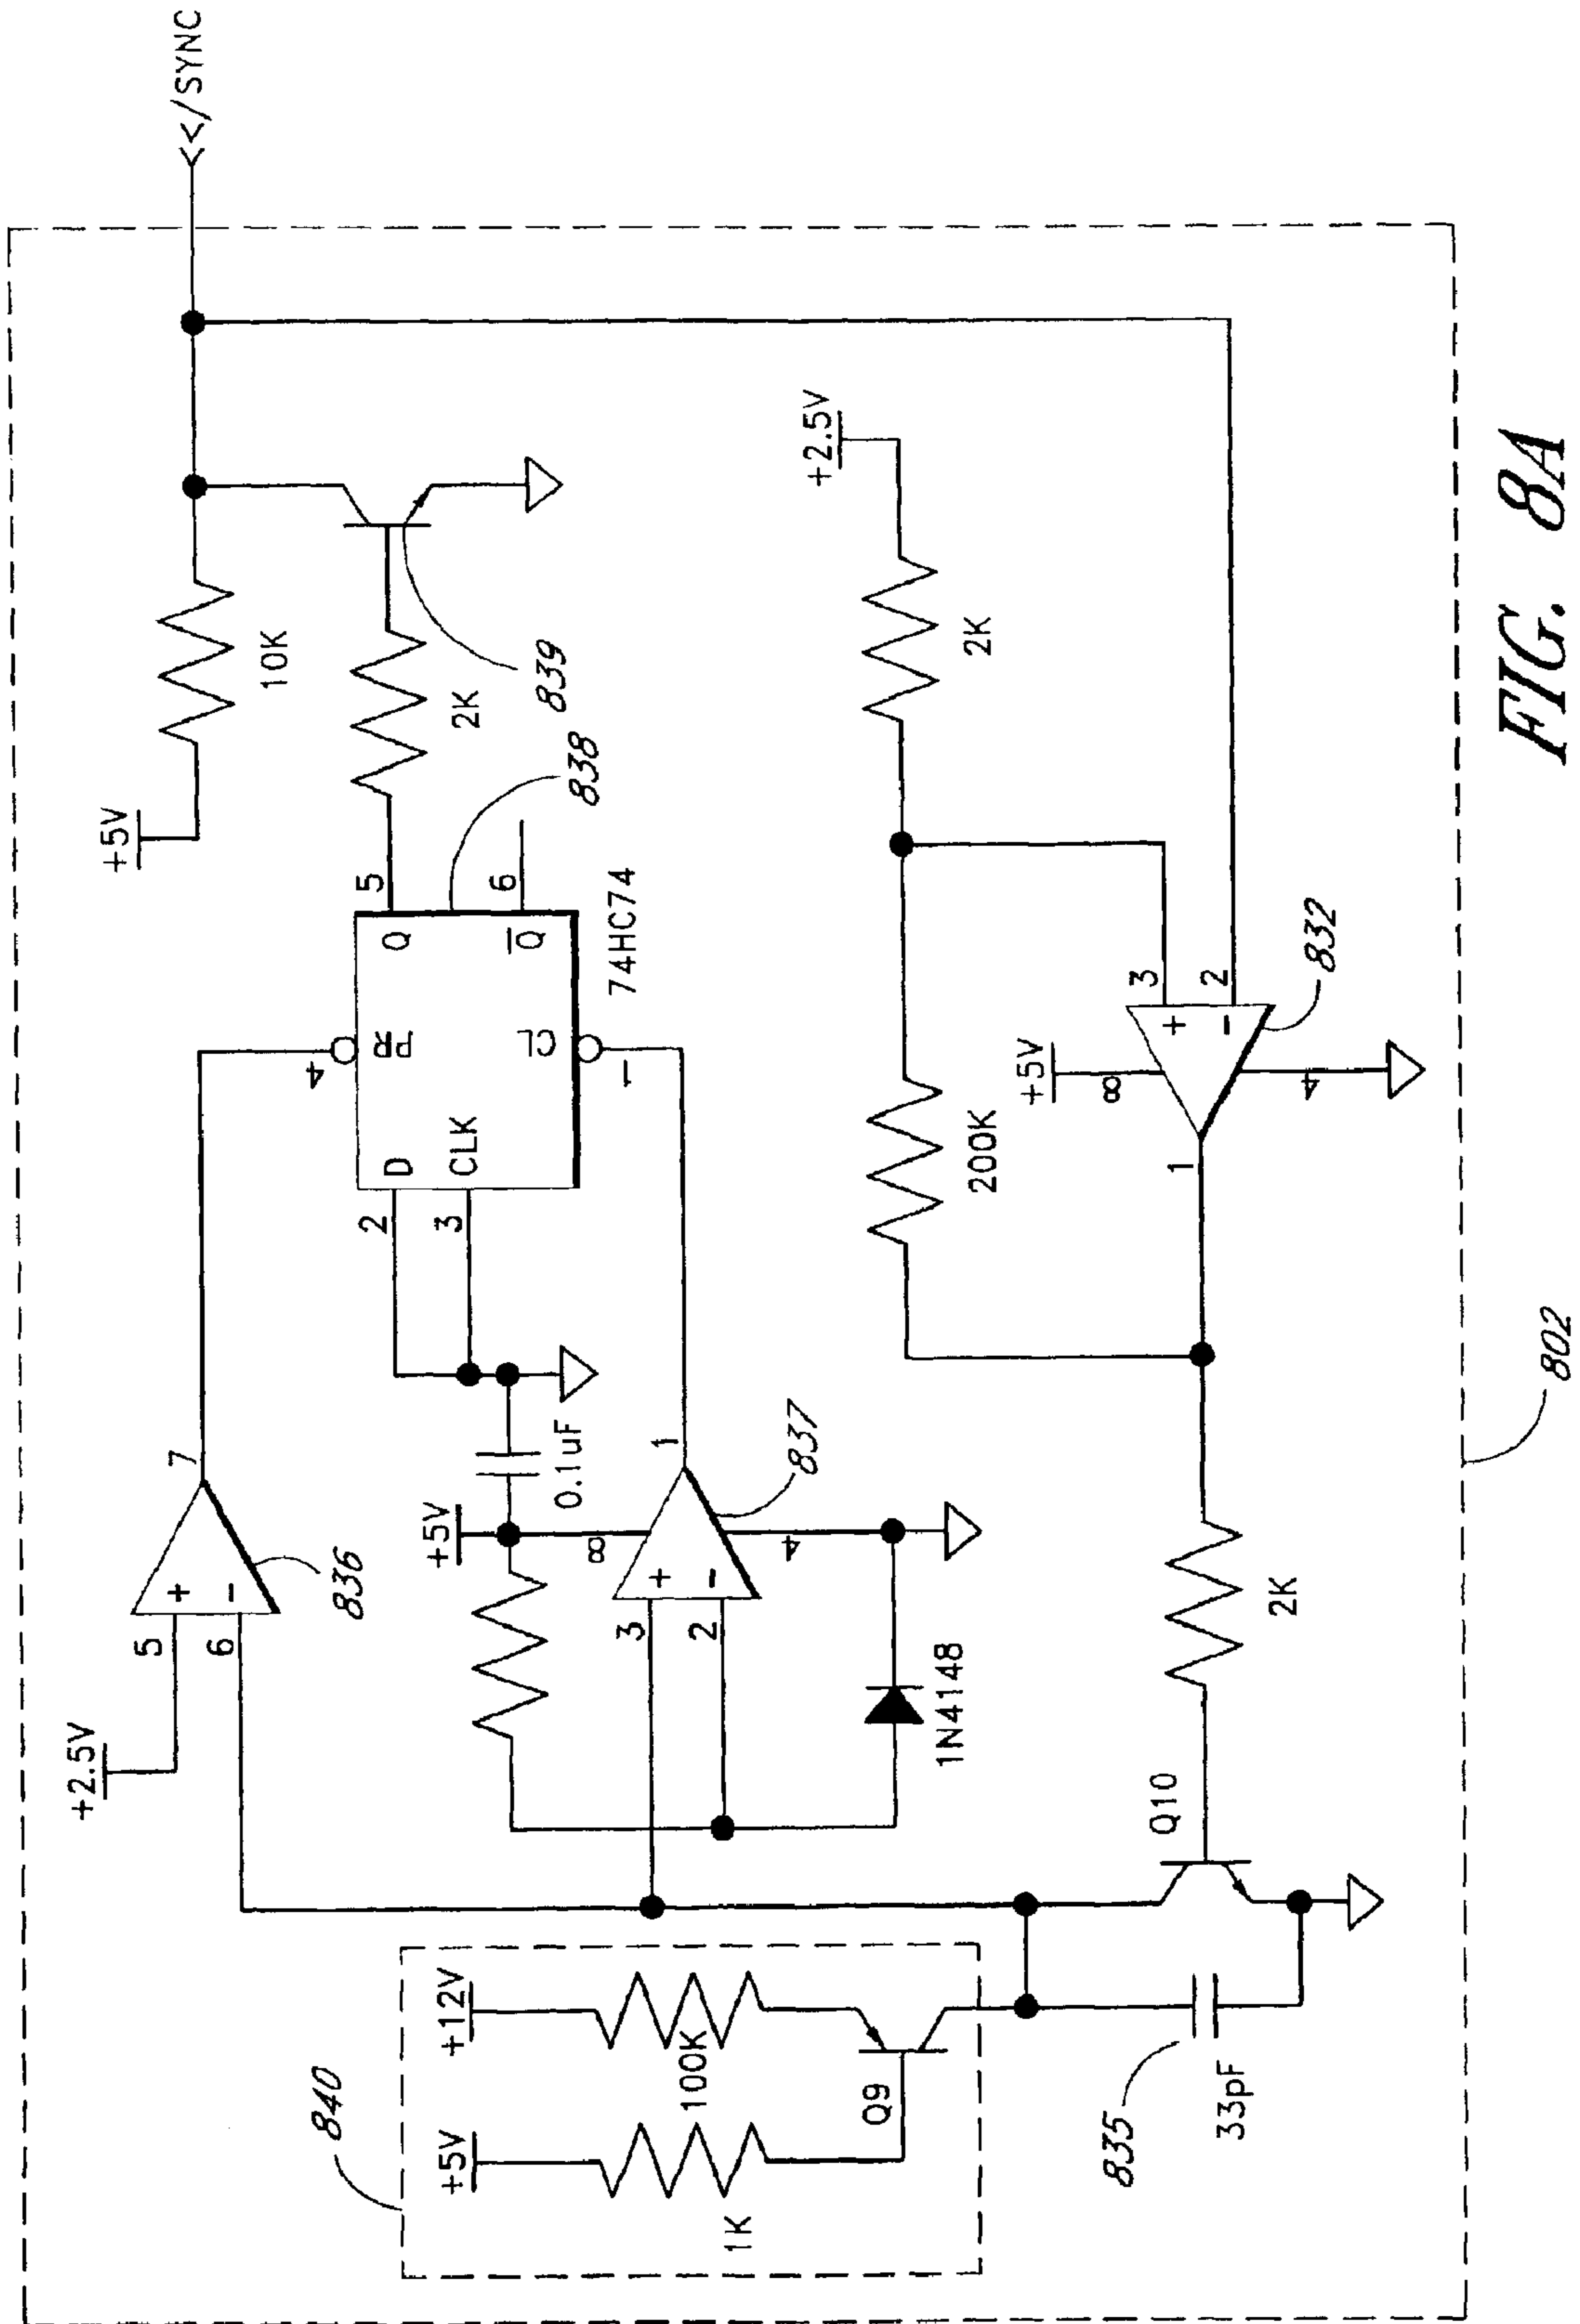 <</SYNC
+5V
10K
2K
839
838
+2.5V
5
6
+
-
7
836
4
PR
D
Q
2
3
CLK
5
6
Q̅
CL
1
74HC74
+5V
0.1uF
8
3
2
+
-
1
4
837
1N4148
+2.5V
2K
200K
+5V
8
3
2
+
-
1
4
832
2K
Q10
840
+12V
+5V
100K
1K
Q9
835
33pF
802
FIG. 8A